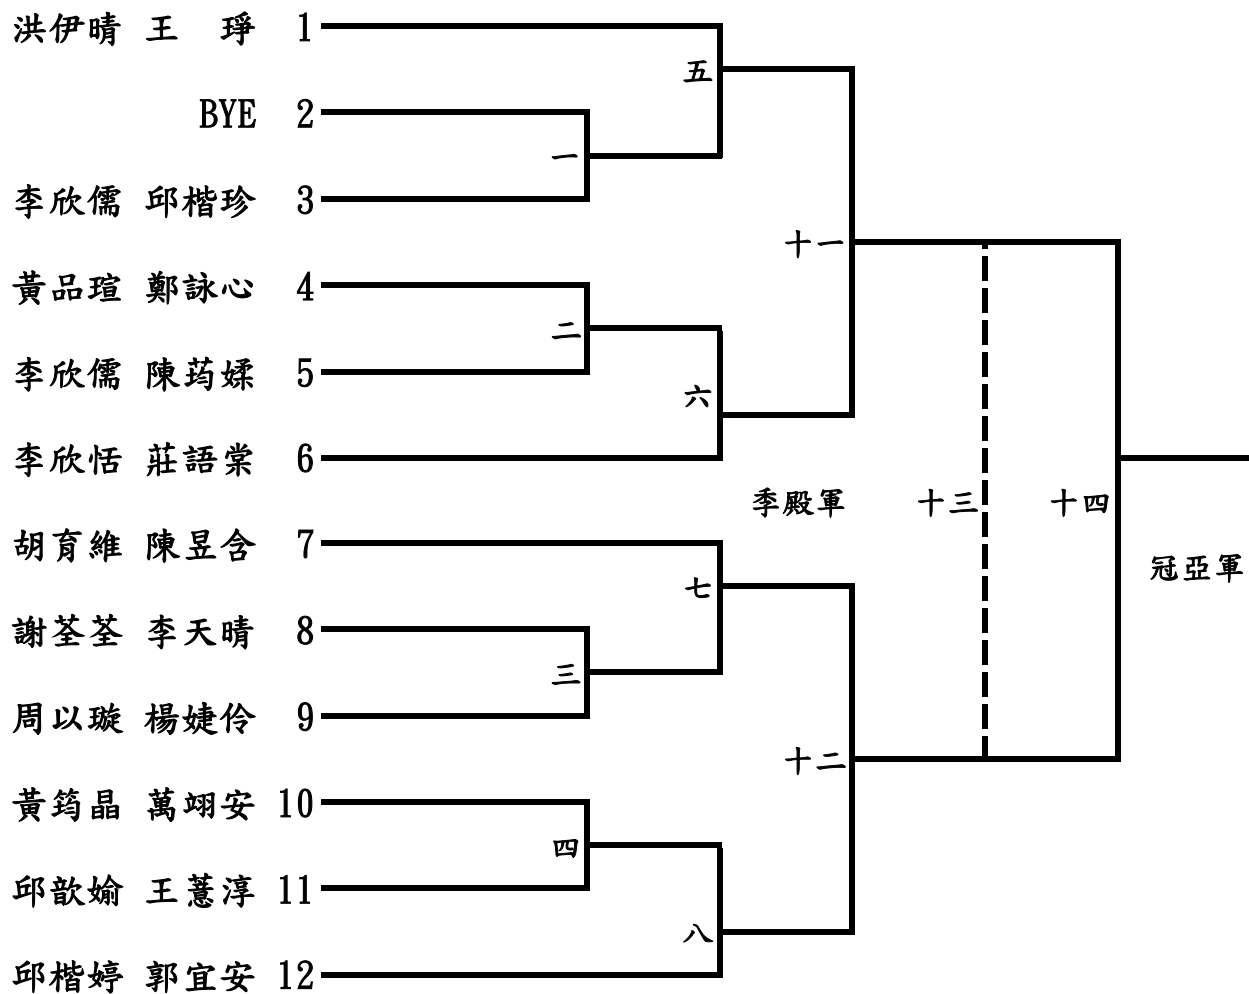 洪伊晴 王　琤 1
五
BYE 2
一
李欣儒 邱楷珍 3
十一
黃品瑄 鄭詠心 4
二
李欣儒 陳荺媃 5
六
李欣恬 莊語棠 6
季殿軍 十三 十四
胡育維 陳昱含 7
冠亞軍
七
謝荃荃 李天晴 8
三
周以璇 楊婕伶 9
十二
黃筠晶 萬翊安 10
四
邱歆媮 王薏淳 11
八
邱楷婷 郭宜安 12